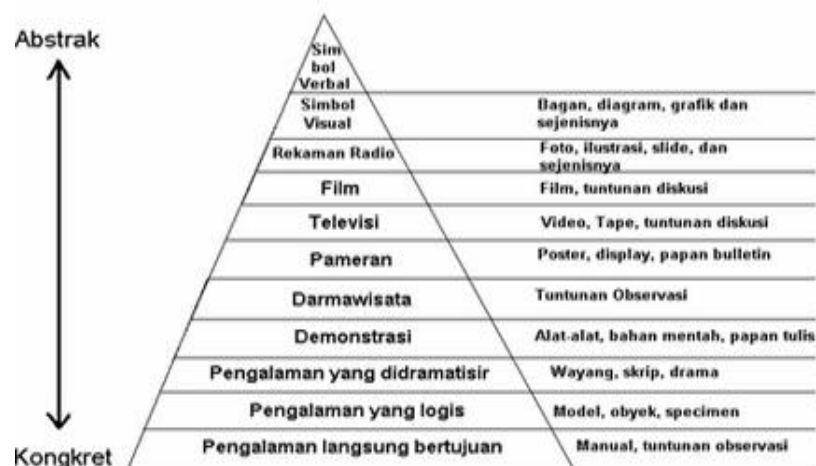 Abstrak
Sim
bol
Verbal
Simbol
Visual
Bagan, diagram, grafik dan
sejenisnya
Rekaman Radio
Foto, ilustrasi, slide, dan
sejenisnya
Film
Film, tuntunan diskusi
Televisi
Video, Tape, tuntunan diskusi
Pameran
Poster, display, papan bulletin
Darmawisata
Tuntunan Observasi
Demonstrasi
Alat-alat, bahan mentah, papan tulis
Pengalaman yang didramatisir
Wayang, skrip, drama
Pengalaman yang logis
Model, obyek, specimen
Pengalaman langsung bertujuan
Manual, tuntunan observasi
Kongkret